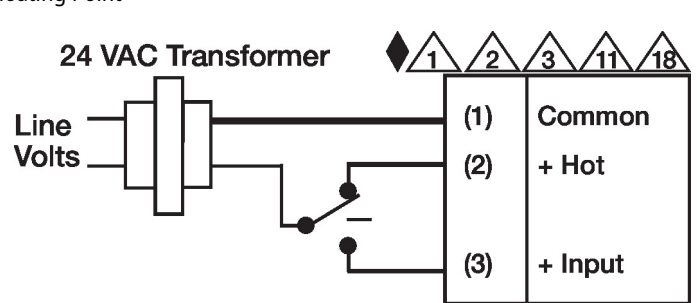 24 VAC Transformer
1 2 3 11 18
Line
Volts
(1) Common
(2) + Hot
(3) + Input